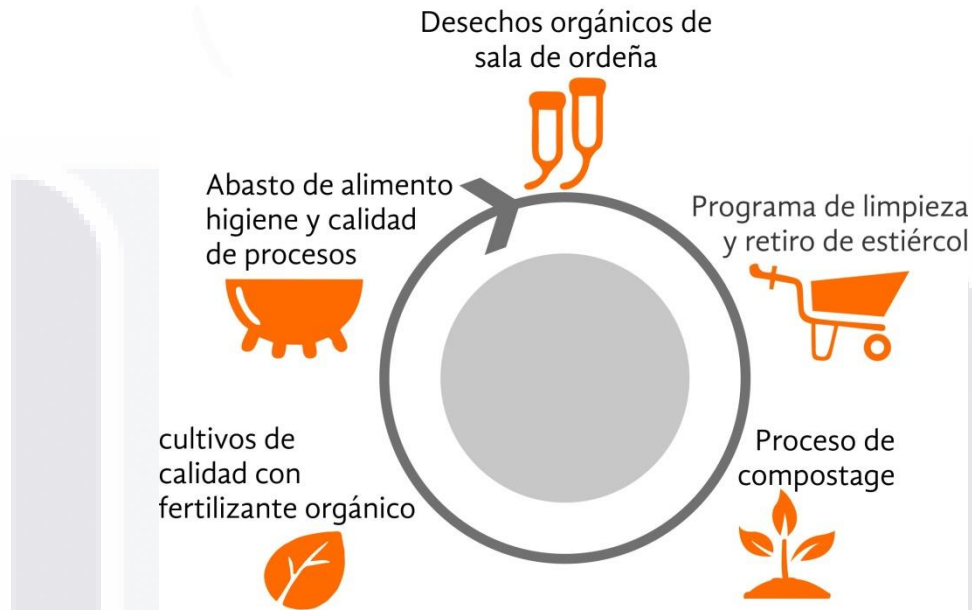 Desechos orgánicos de
sala de ordeña
Abasto de alimento
higiene y calidad
de procesos
Programa de limpieza
y retiro de estiércol
cultivos de
calidad con
fertilizante orgánico
Proceso de
compostage